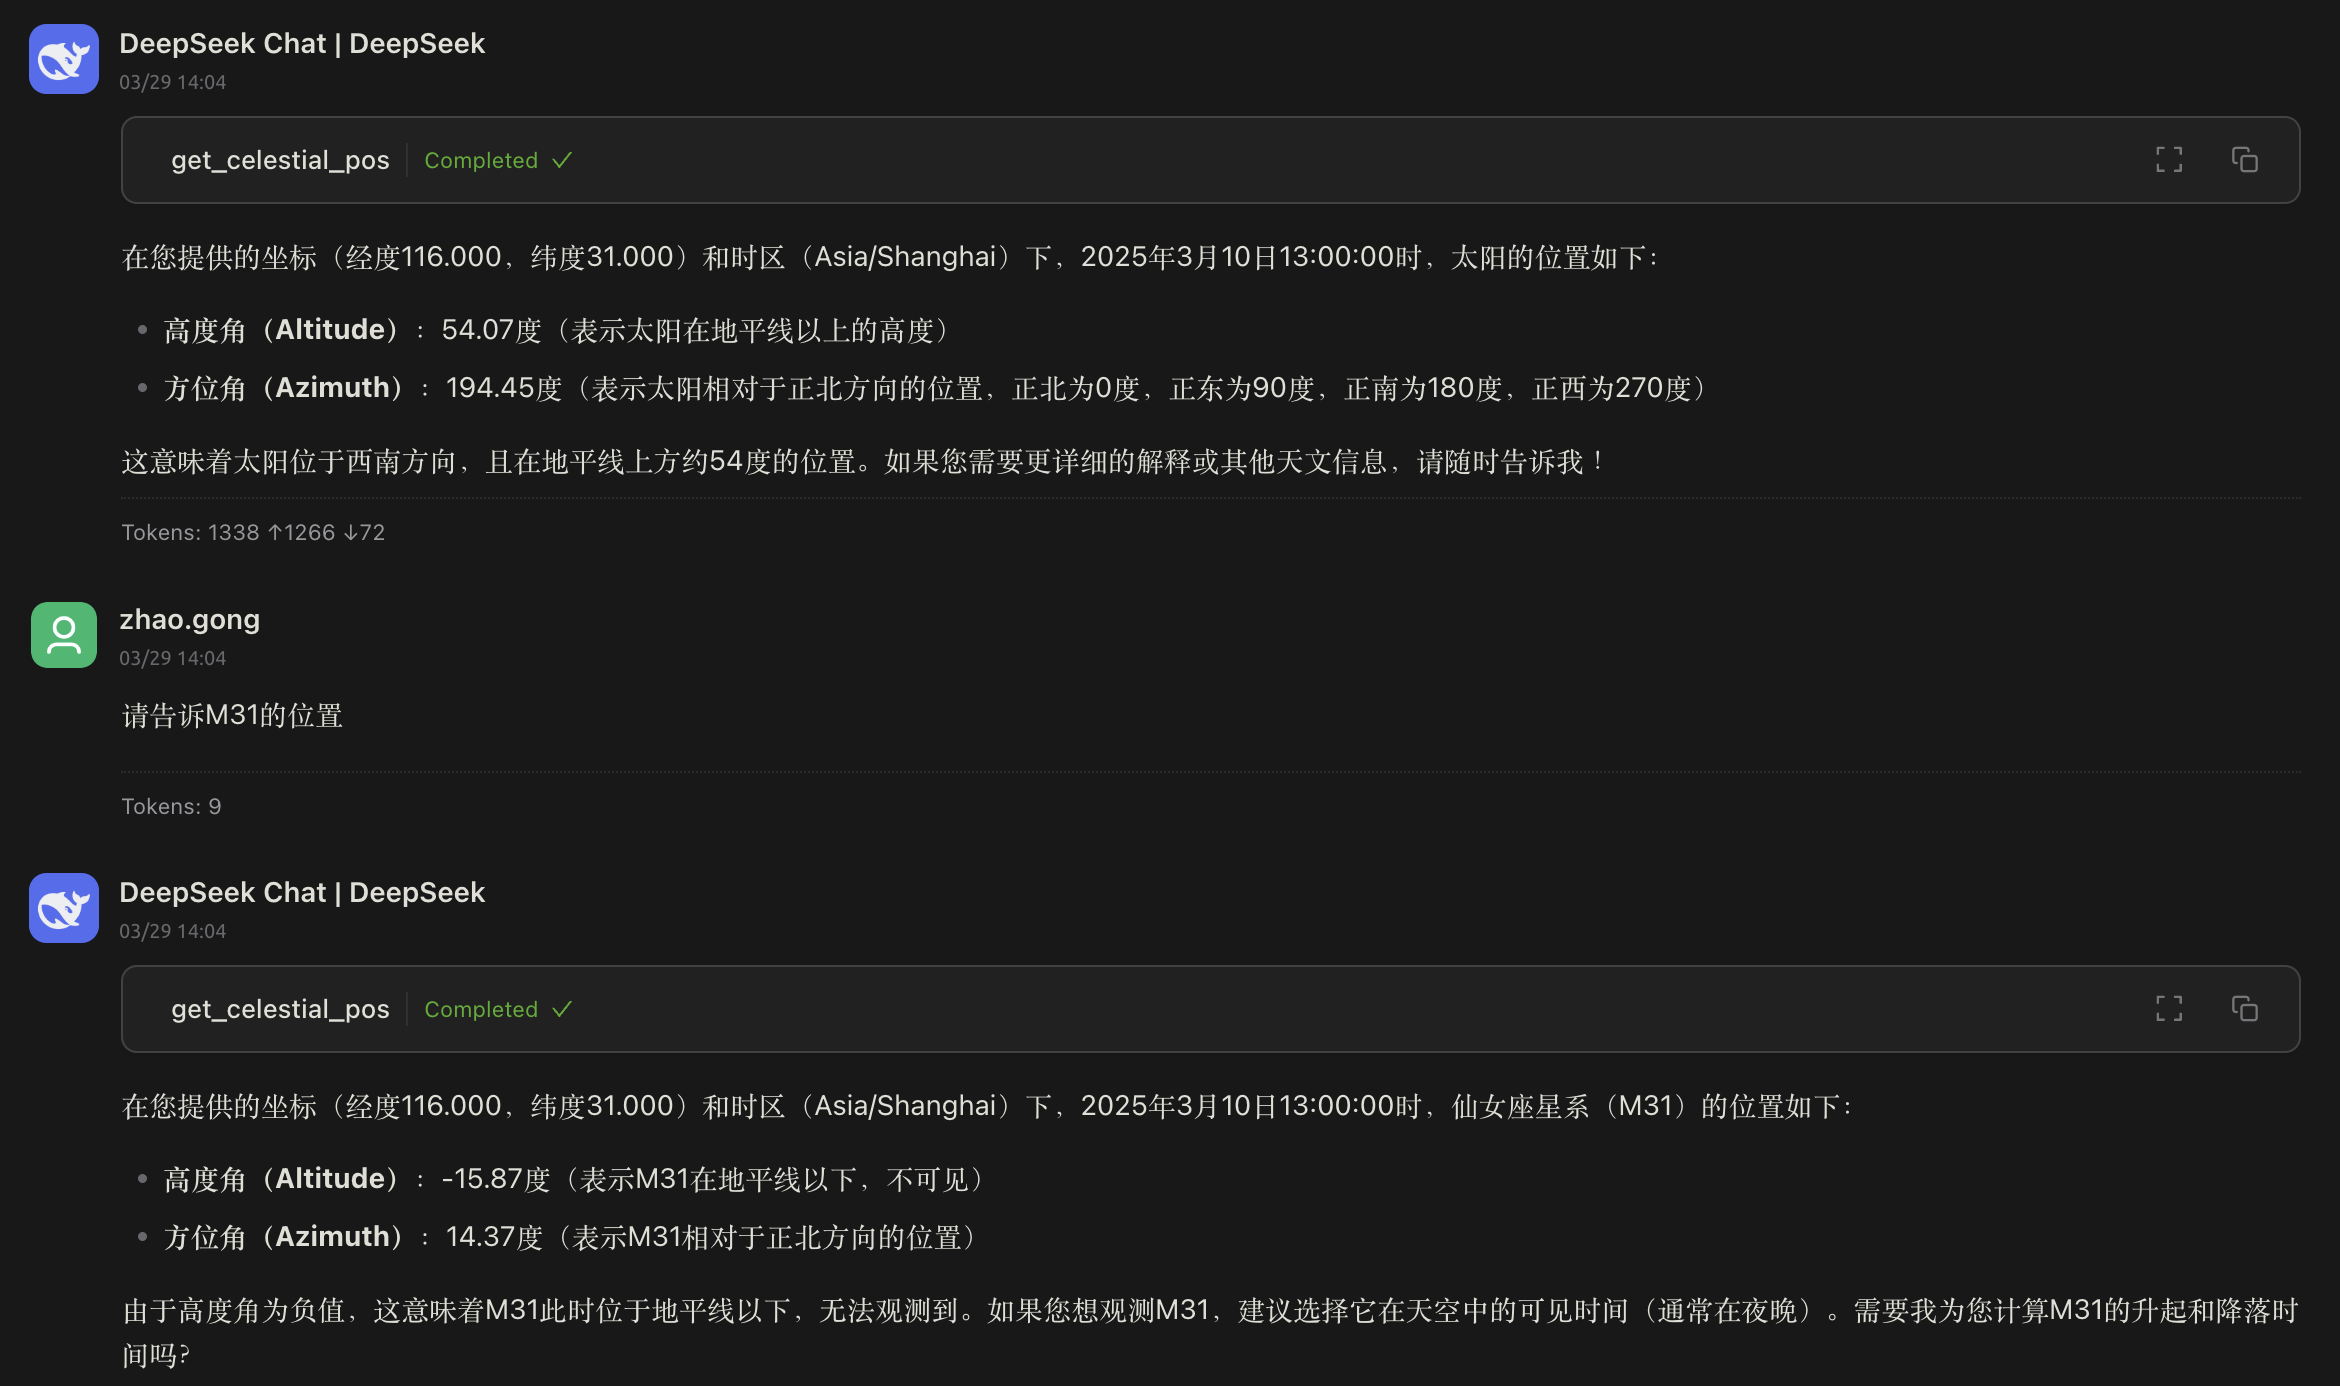 DeepSeek Chat | DeepSeek
03/29 14:04
get_celestial_pos Completed ✓
在您提供的坐标（经度116.000，纬度31.000）和时区（Asia/Shanghai）下，2025年3月10日13:00:00时，太阳的位置如下：
• 高度角（Altitude）：54.07度（表示太阳在地平线以上的高度）
• 方位角（Azimuth）：194.45度（表示太阳相对于正北方向的位置，正北为0度，正东为90度，正南为180度，正西为270度）
这意味着太阳位于西南方向，且在地平线上方约54度的位置。如果您需要更详细的解释或其他天文信息，请随时告诉我！
Tokens: 1338 ↑1266 ↓72
zhao.gong
03/29 14:04
请告诉M31的位置
Tokens: 9
DeepSeek Chat | DeepSeek
03/29 14:04
get_celestial_pos Completed ✓
在您提供的坐标（经度116.000，纬度31.000）和时区（Asia/Shanghai）下，2025年3月10日13:00:00时，仙女座星系（M31）的位置如下：
• 高度角（Altitude）：-15.87度（表示M31在地平线以下，不可见）
• 方位角（Azimuth）：14.37度（表示M31相对于正北方向的位置）
由于高度角为负值，这意味着M31此时位于地平线以下，无法观测到。如果您想观测M31，建议选择它在天空中的可见时间（通常在夜晚）。需要我为您计算M31的升起和降落时
间吗？